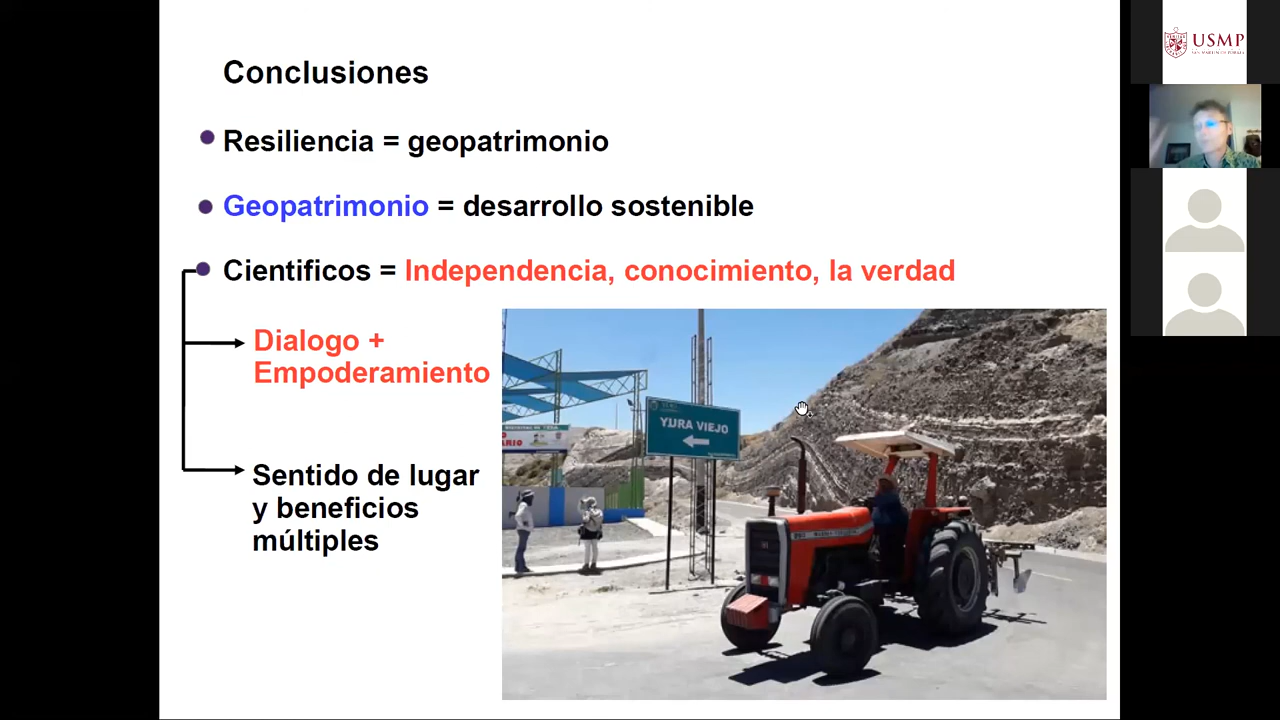 Conclusiones
Resiliencia = geopatrimonio
Geopatrimonio = desarrollo sostenible
Cientificos = Independencia, conocimiento, la verdad
Dialogo +
Empoderamiento
Sentido de lugar
y beneficios
múltiples
YURA VIEJO
USMP